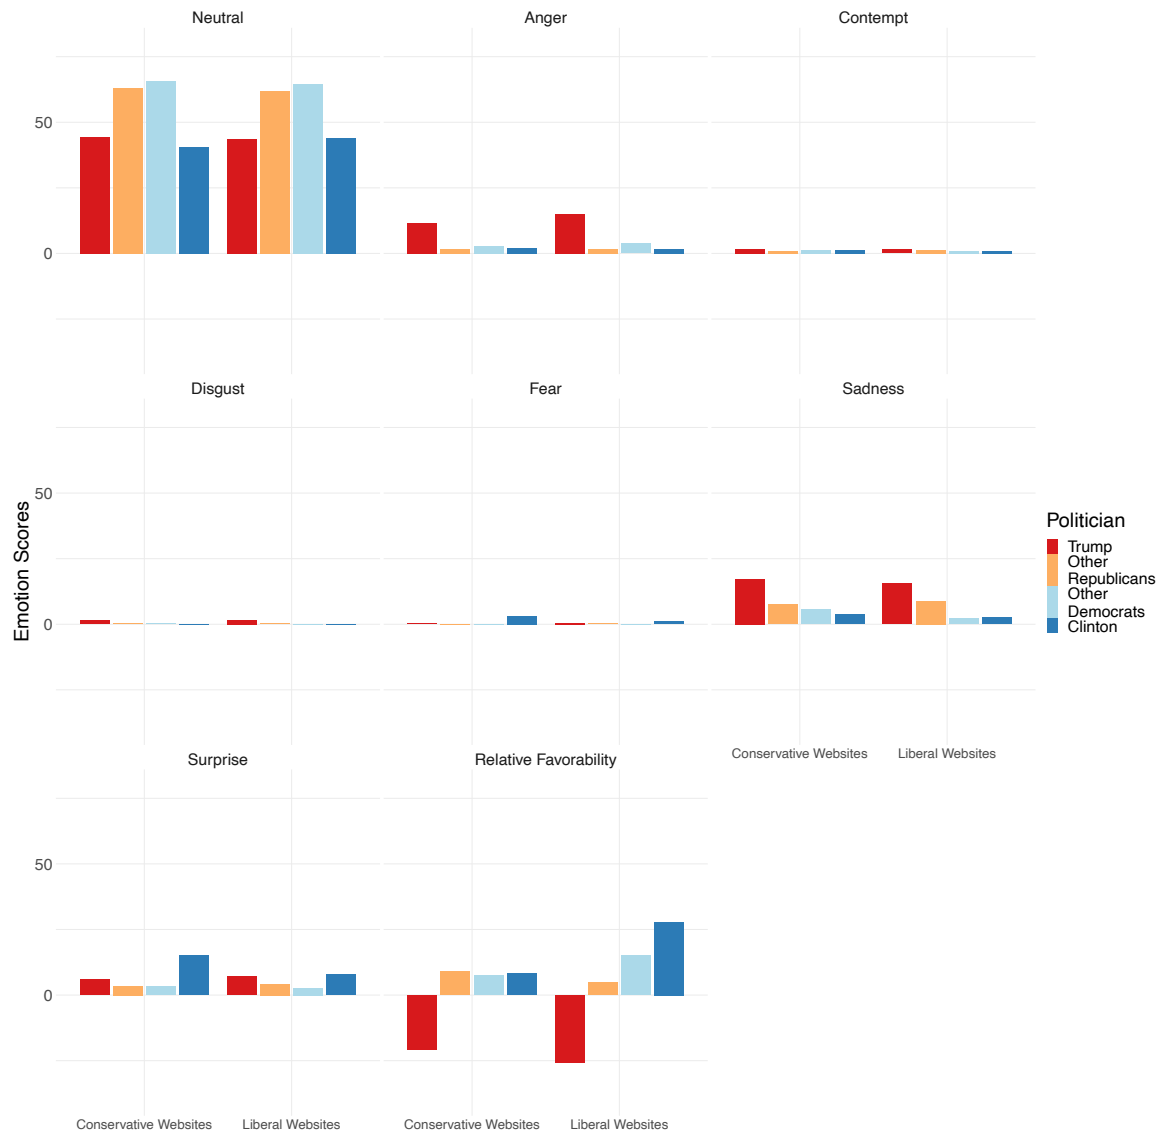 Neutral
Anger
Contempt
50
0
Disgust
Fear
Sadness
Emotion Scores
50
0
Politician
Trump
Other
Republicans
Other
Democrats
Clinton
Conservative Websites
Liberal Websites
Surprise
Relative Favorability
50
0
Conservative Websites
Liberal Websites
Conservative Websites
Liberal Websites